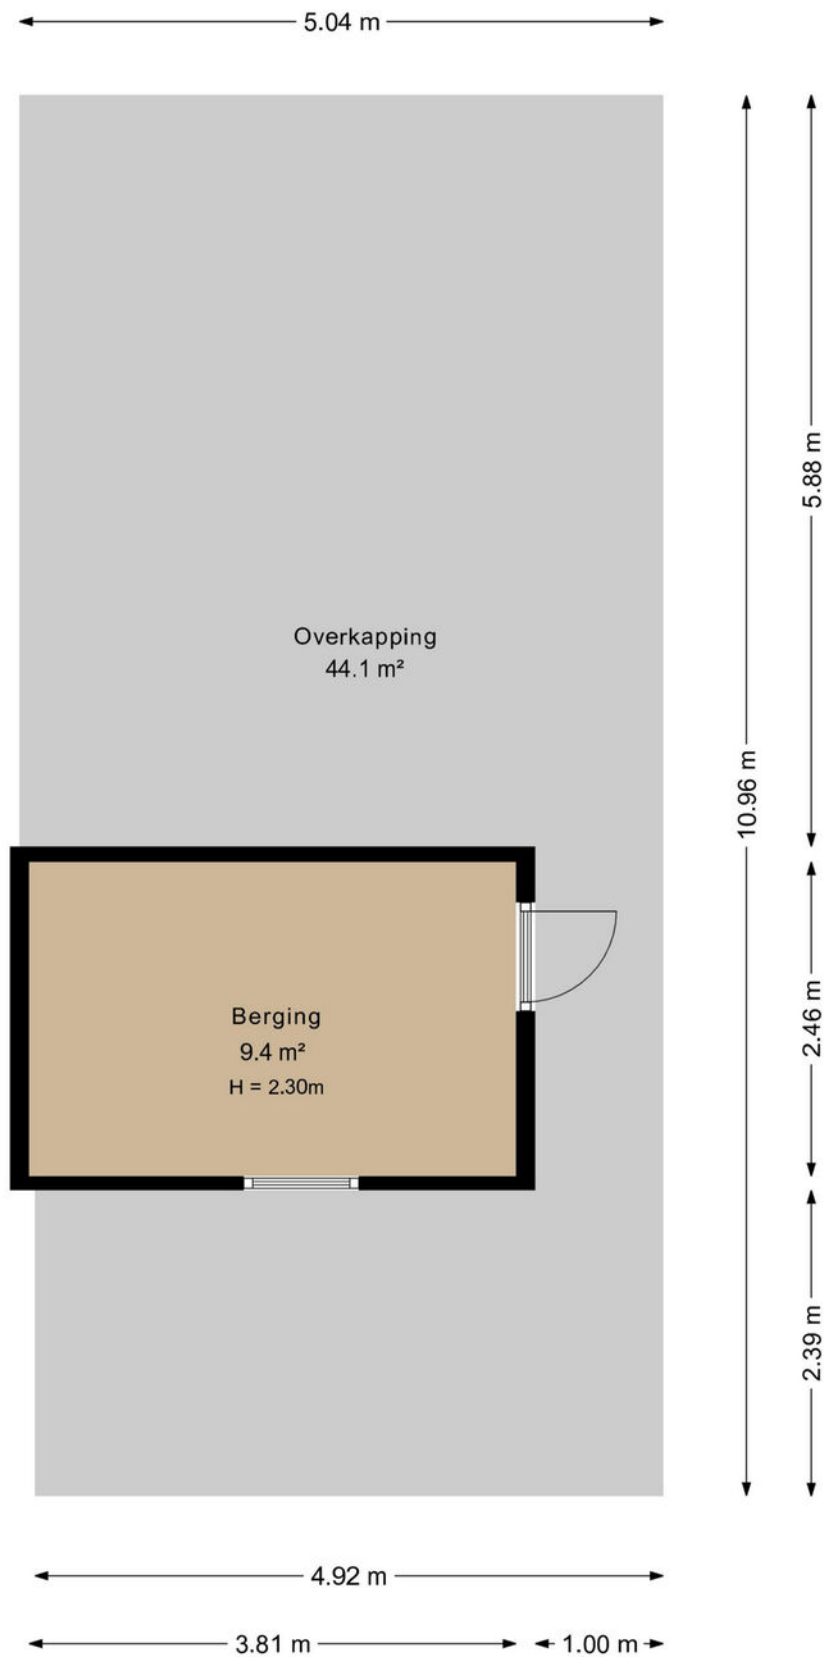 5.04 m
5.88 m
Overkapping
44.1 m²
10.96 m
2.46 m
Berging
9.4 m²
H = 2.30m
2.39 m
4.92 m
3.81 m
1.00 m